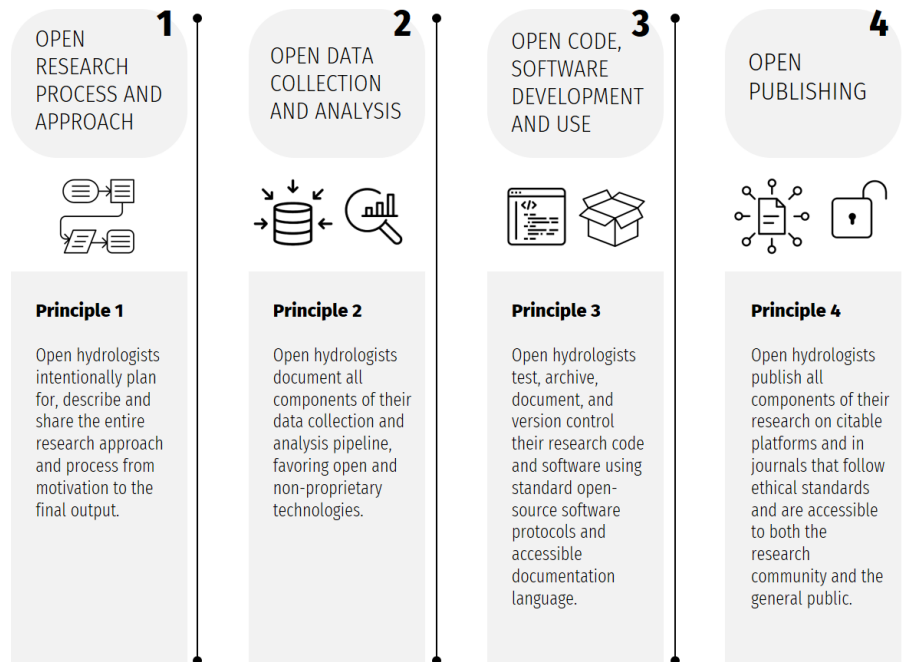 1
OPEN
RESEARCH
PROCESS AND
APPROACH
Principle 1
Open hydrologists
intentionally plan
for, describe and
share the entire
research approach
and process from
motivation to the
final output.
2
OPEN DATA
COLLECTION
AND ANALYSIS
Principle 2
Open hydrologists
document all
components of their
data collection and
analysis pipeline,
favoring open and
non-proprietary
technologies.
3
OPEN CODE,
SOFTWARE
DEVELOPMENT
AND USE
</>
Principle 3
Open hydrologists
test, archive,
document, and
version control
their research code
and software using
standard open-
source software
protocols and
accessible
documentation
language.
4
OPEN
PUBLISHING
Principle 4
Open hydrologists
publish all
components of their
research on citable
platforms and in
journals that follow
ethical standards
and are accessible
to both the
research
community and the
general public.